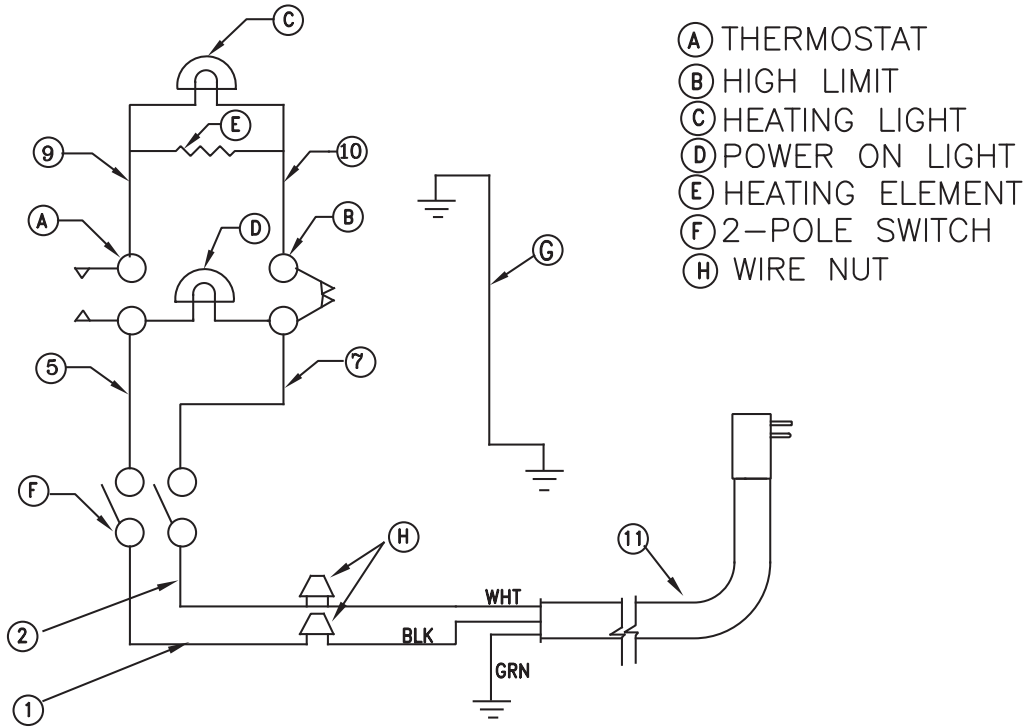 C
E
9
10
A
B
D
G
5
7
F
H
11
2
1
WHT
BLK
GRN
A THERMOSTAT
B HIGH LIMIT
C HEATING LIGHT
D POWER ON LIGHT
E HEATING ELEMENT
F 2-POLE SWITCH
H WIRE NUT